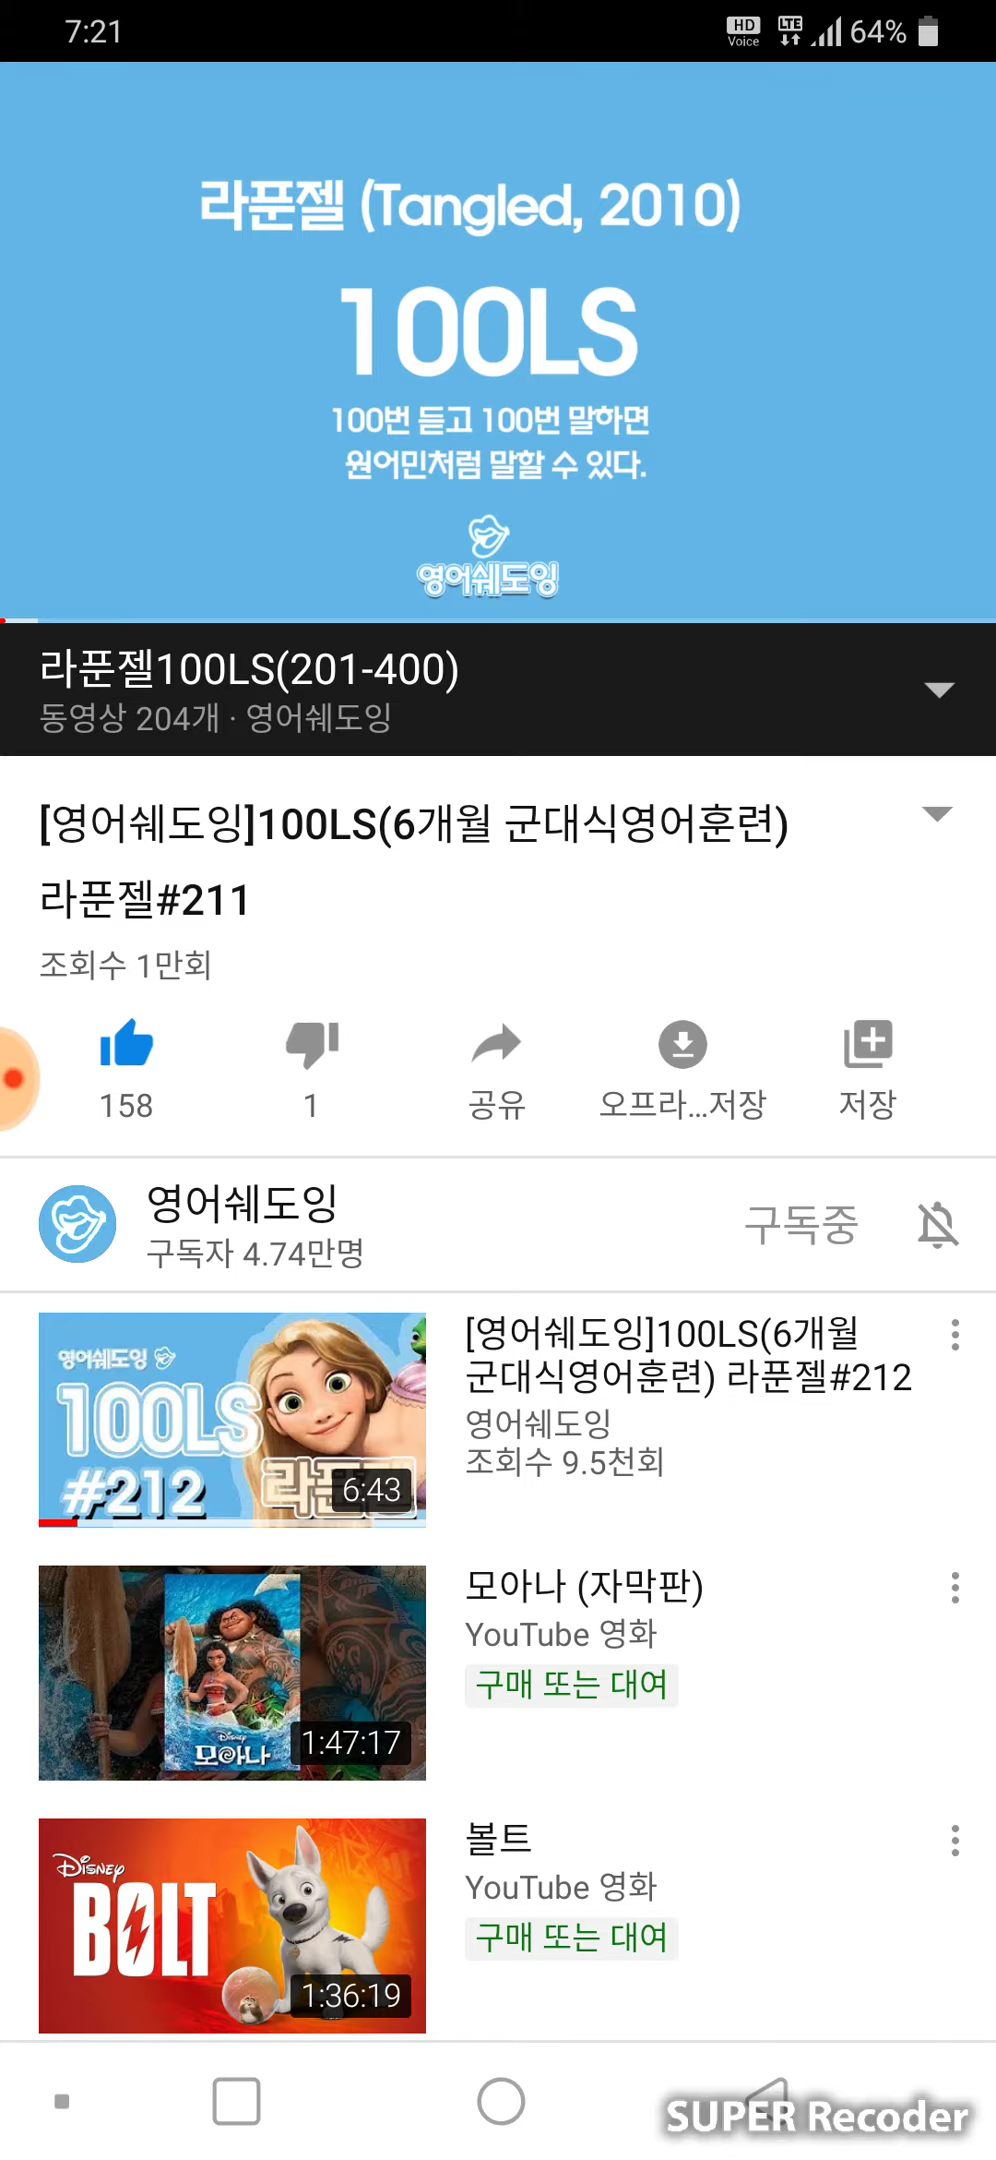 7:21
HD Voice LTE 64%
라푼젤 (Tangled, 2010)
100LS
100번 듣고 100번 말하면
원어민처럼 말할 수 있다.
영어쉐도잉
라푼젤100LS(201-400)
동영상 204개 · 영어쉐도잉
[영어쉐도잉]100LS(6개월 군대식영어훈련)
라푼젤#211
조회수 1만회
158
1
공유
오프라...저장
저장
영어쉐도잉
구독자 4.74만명
구독중
영어쉐도잉
100LS
#212
6:43
[영어쉐도잉]100LS(6개월
군대식영어훈련) 라푼젤#212
영어쉐도잉
조회수 9.5천회
Disney
모아나
1:47:17
모아나 (자막판)
YouTube 영화
구매 또는 대여
Disney
BOLT
1:36:19
볼트
YouTube 영화
구매 또는 대여
SUPER Recoder